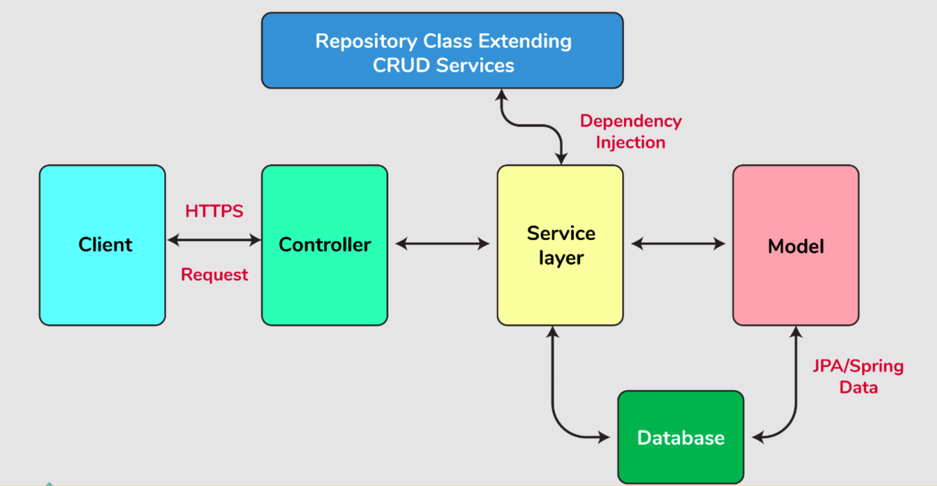 Repository Class Extending
CRUD Services
Dependency
Injection
Client
HTTPS
Request
Controller
Service
layer
Model
JPA/Spring
Data
Database